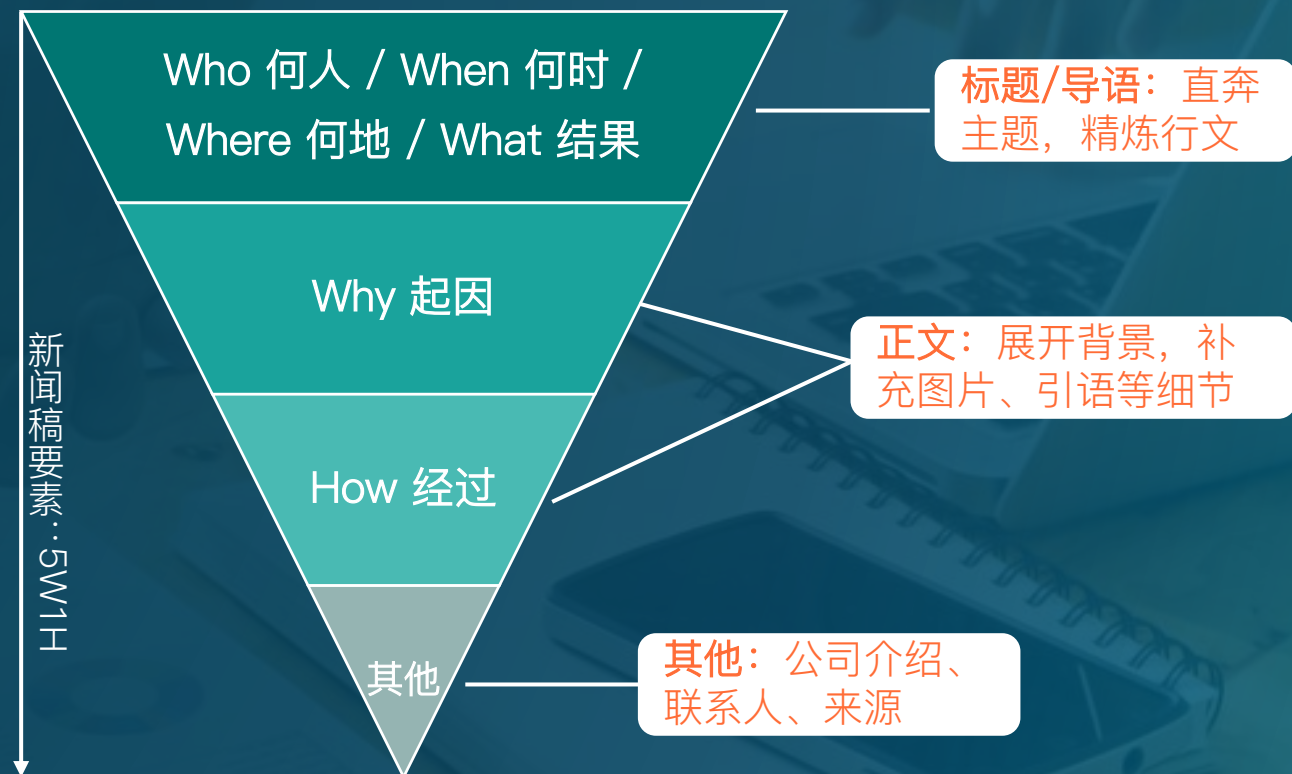 Who 何人 / When 何时 /
Where 何地 / What 结果
标题/导语：直奔
主题，精炼行文
Why 起因
正文：展开背景，补
充图片、引语等细节
How 经过
新闻稿要素：5W1H
其他
其他：公司介绍、
联系人、来源